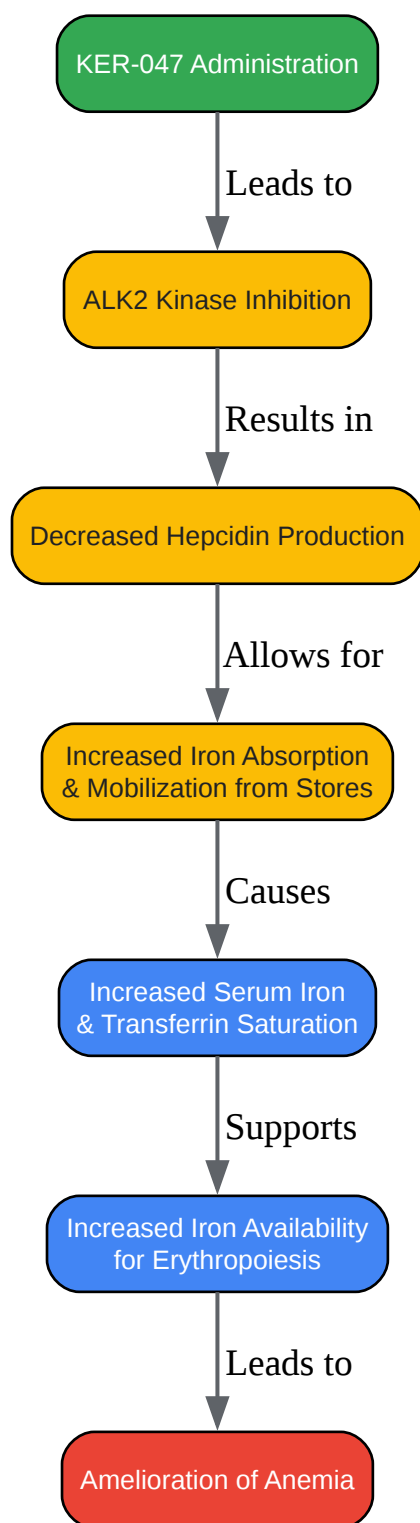 KER-047 Administration
Leads to
ALK2 Kinase Inhibition
Results in
Decreased Hepcidin Production
Allows for
Increased Iron Absorption
& Mobilization from Stores
Causes
Increased Serum Iron
& Transferrin Saturation
Supports
Increased Iron Availability
for Erythropoiesis
Leads to
Amelioration of Anemia